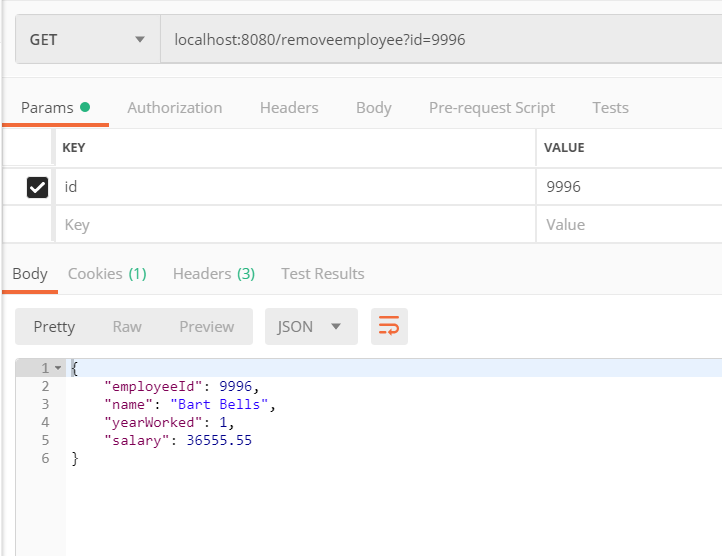 GET localhost:8080/removeemployee?id=9996
Params Authorization Headers Body Pre-request Script Tests
KEY VALUE
id 9996
Key Value
Body Cookies (1) Headers (3) Test Results
Pretty Raw Preview JSON
1 {
2 "employeeId": 9996,
3 "name": "Bart Bells",
4 "yearWorked": 1,
5 "salary": 36555.55
6 }